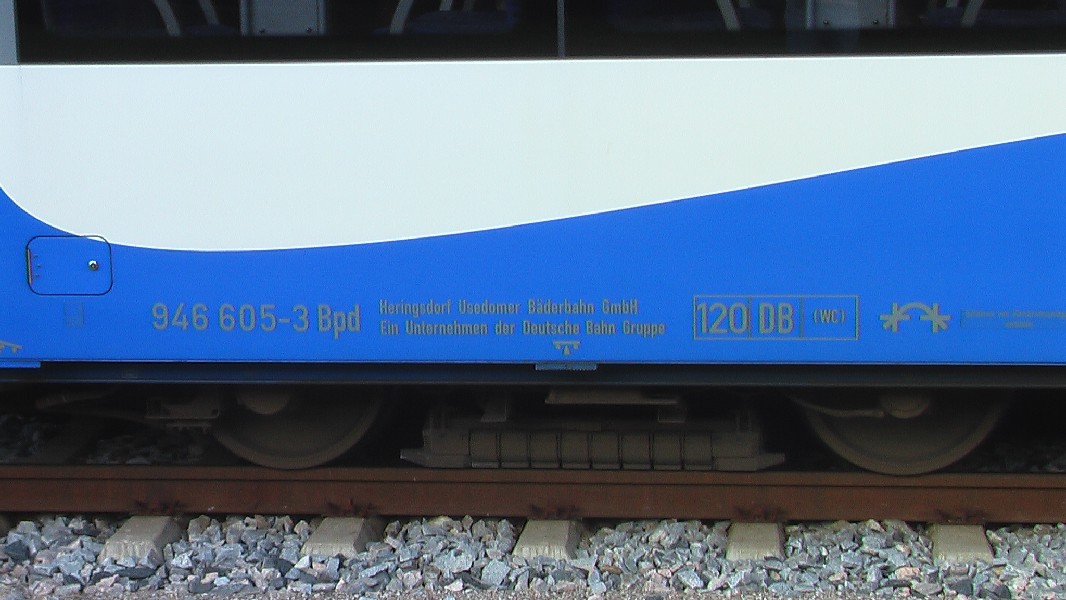 946 605-3 Bpd
Heringsdorf Usedomer Bäderbahn GmbH
Ein Unternehmen der Deutsche Bahn Gruppe
120 DB (WC)